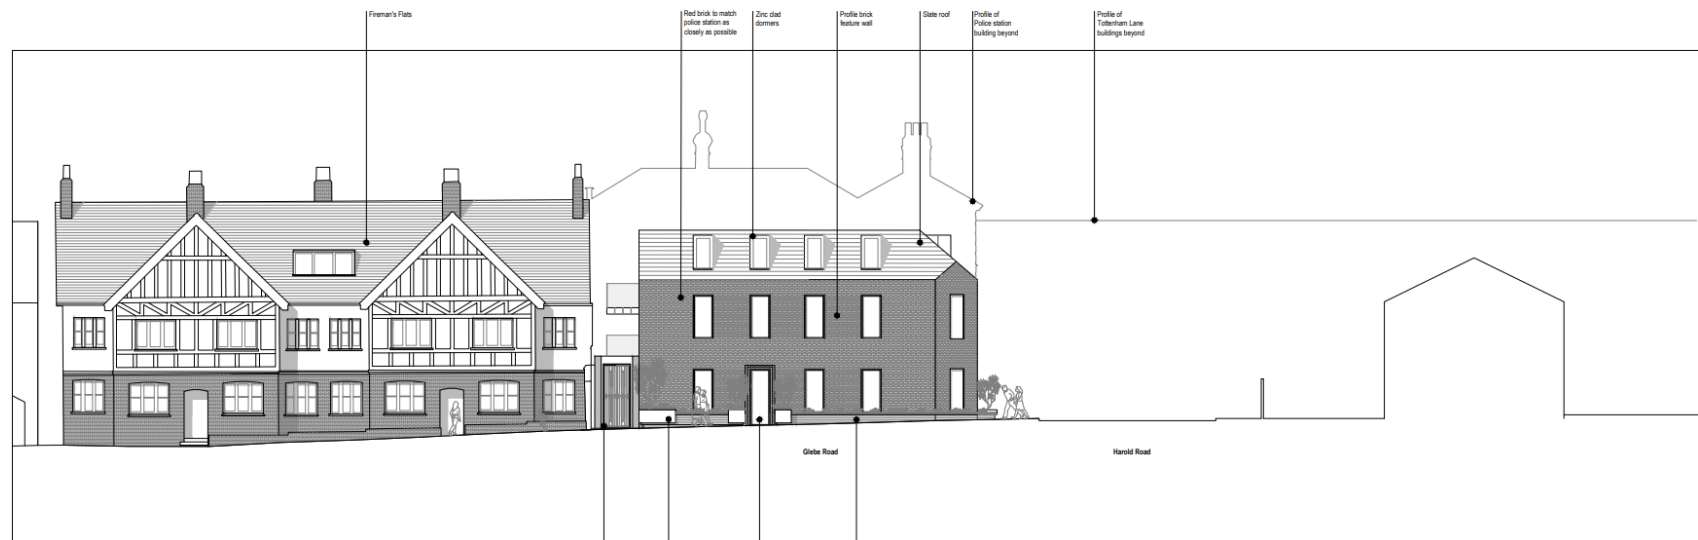 Fireman's Flats
Red brick to match
police station as
closely as possible
Zinc clad
dormers
Profile brick
feature wall
Slate roof
Profile of
Police station
building beyond
Profile of
Tottenham Lane
buildings beyond
Glebe Road
Harold Road